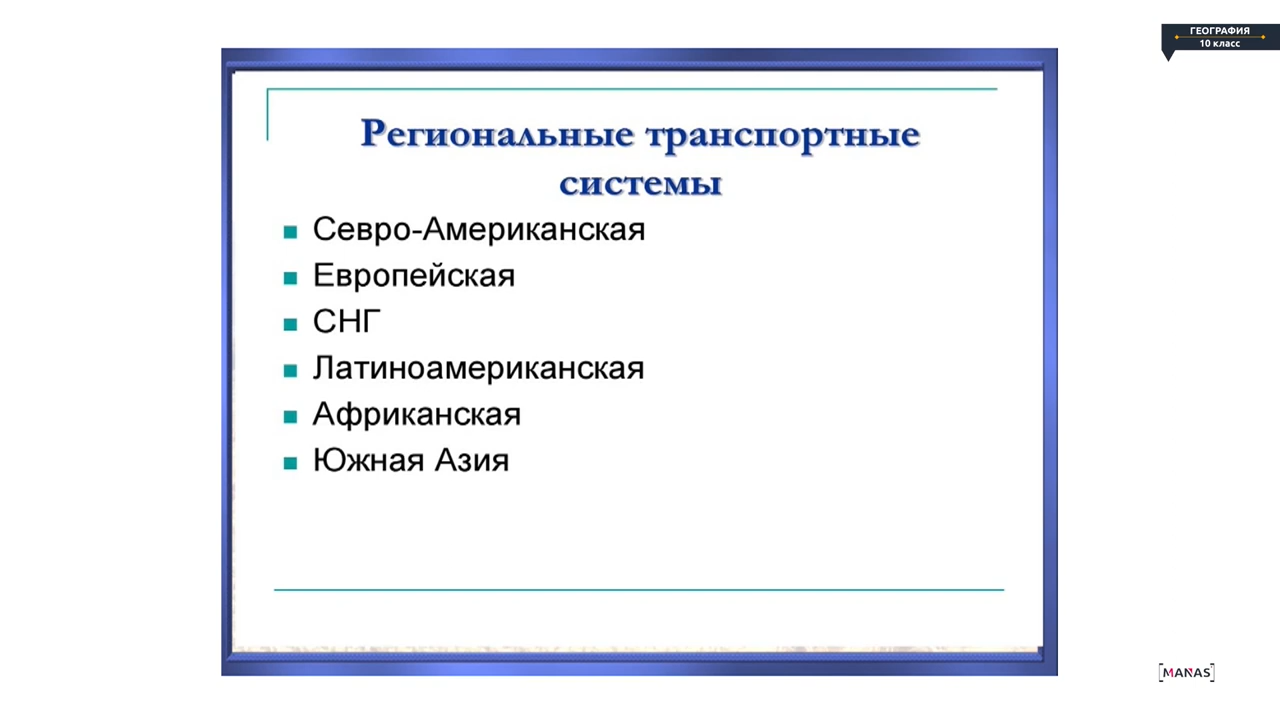 ГЕОГРАФИЯ
10 класс
Региональные транспортные
системы
Севро-Американская
Европейская
СНГ
Латиноамериканская
Африканская
Южная Азия
[MANAS]